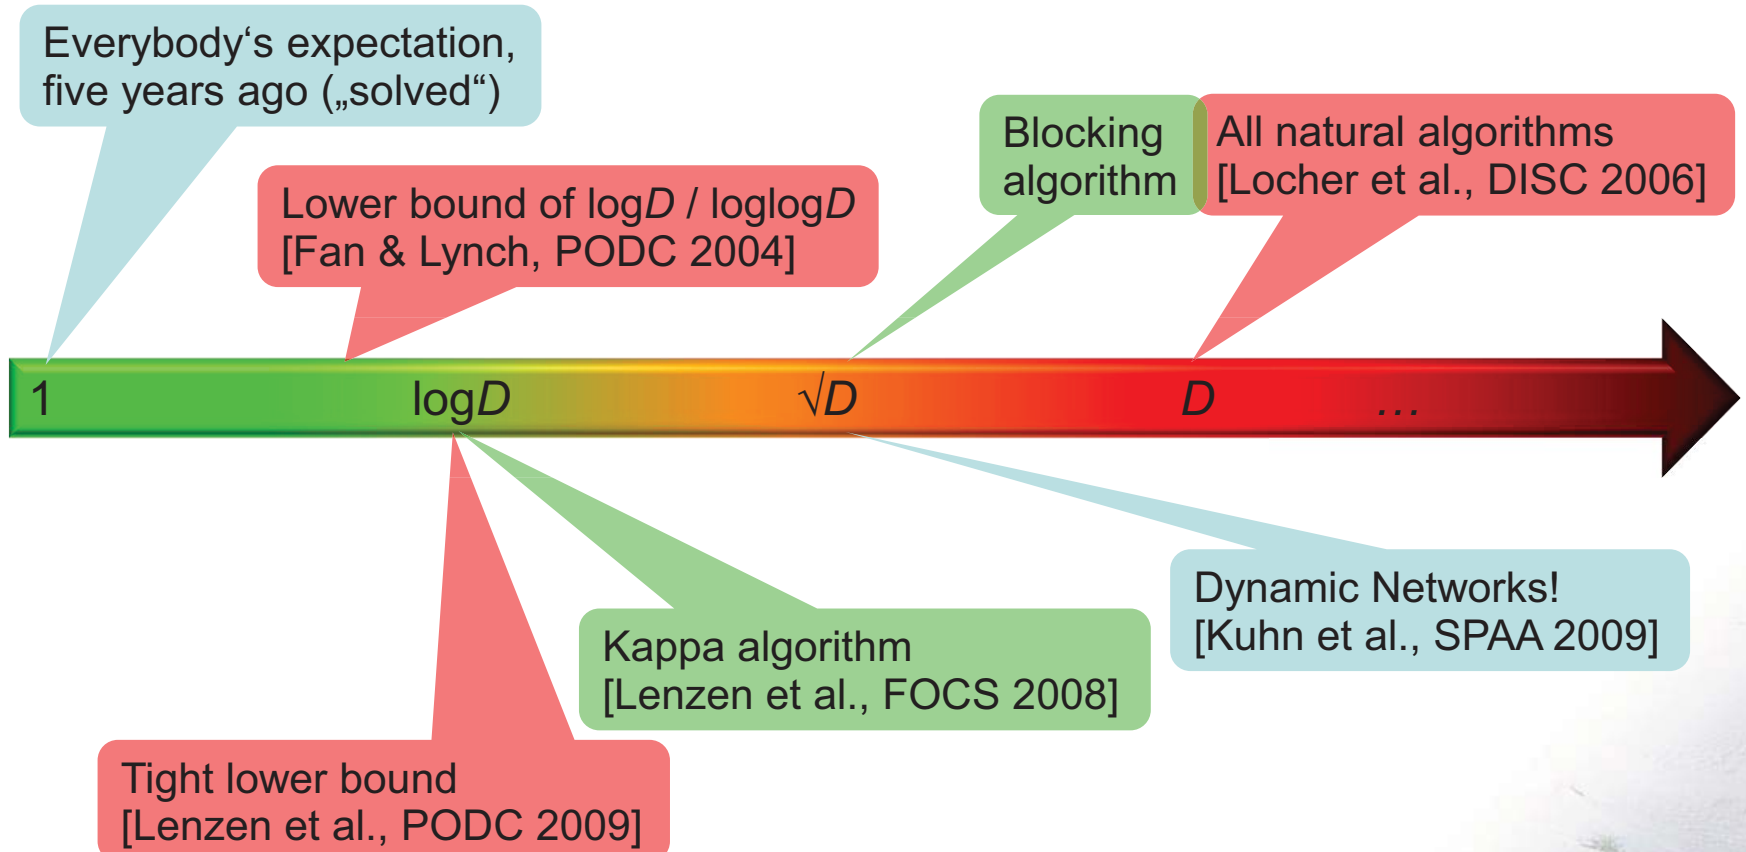 Everybody‘s expectation,
five years ago („solved“)
Lower bound of logD / loglogD
[Fan & Lynch, PODC 2004]
Blocking
algorithm
All natural algorithms
[Locher et al., DISC 2006]
1
logD
√D
D
...
Dynamic Networks!
[Kuhn et al., SPAA 2009]
Kappa algorithm
[Lenzen et al., FOCS 2008]
Tight lower bound
[Lenzen et al., PODC 2009]